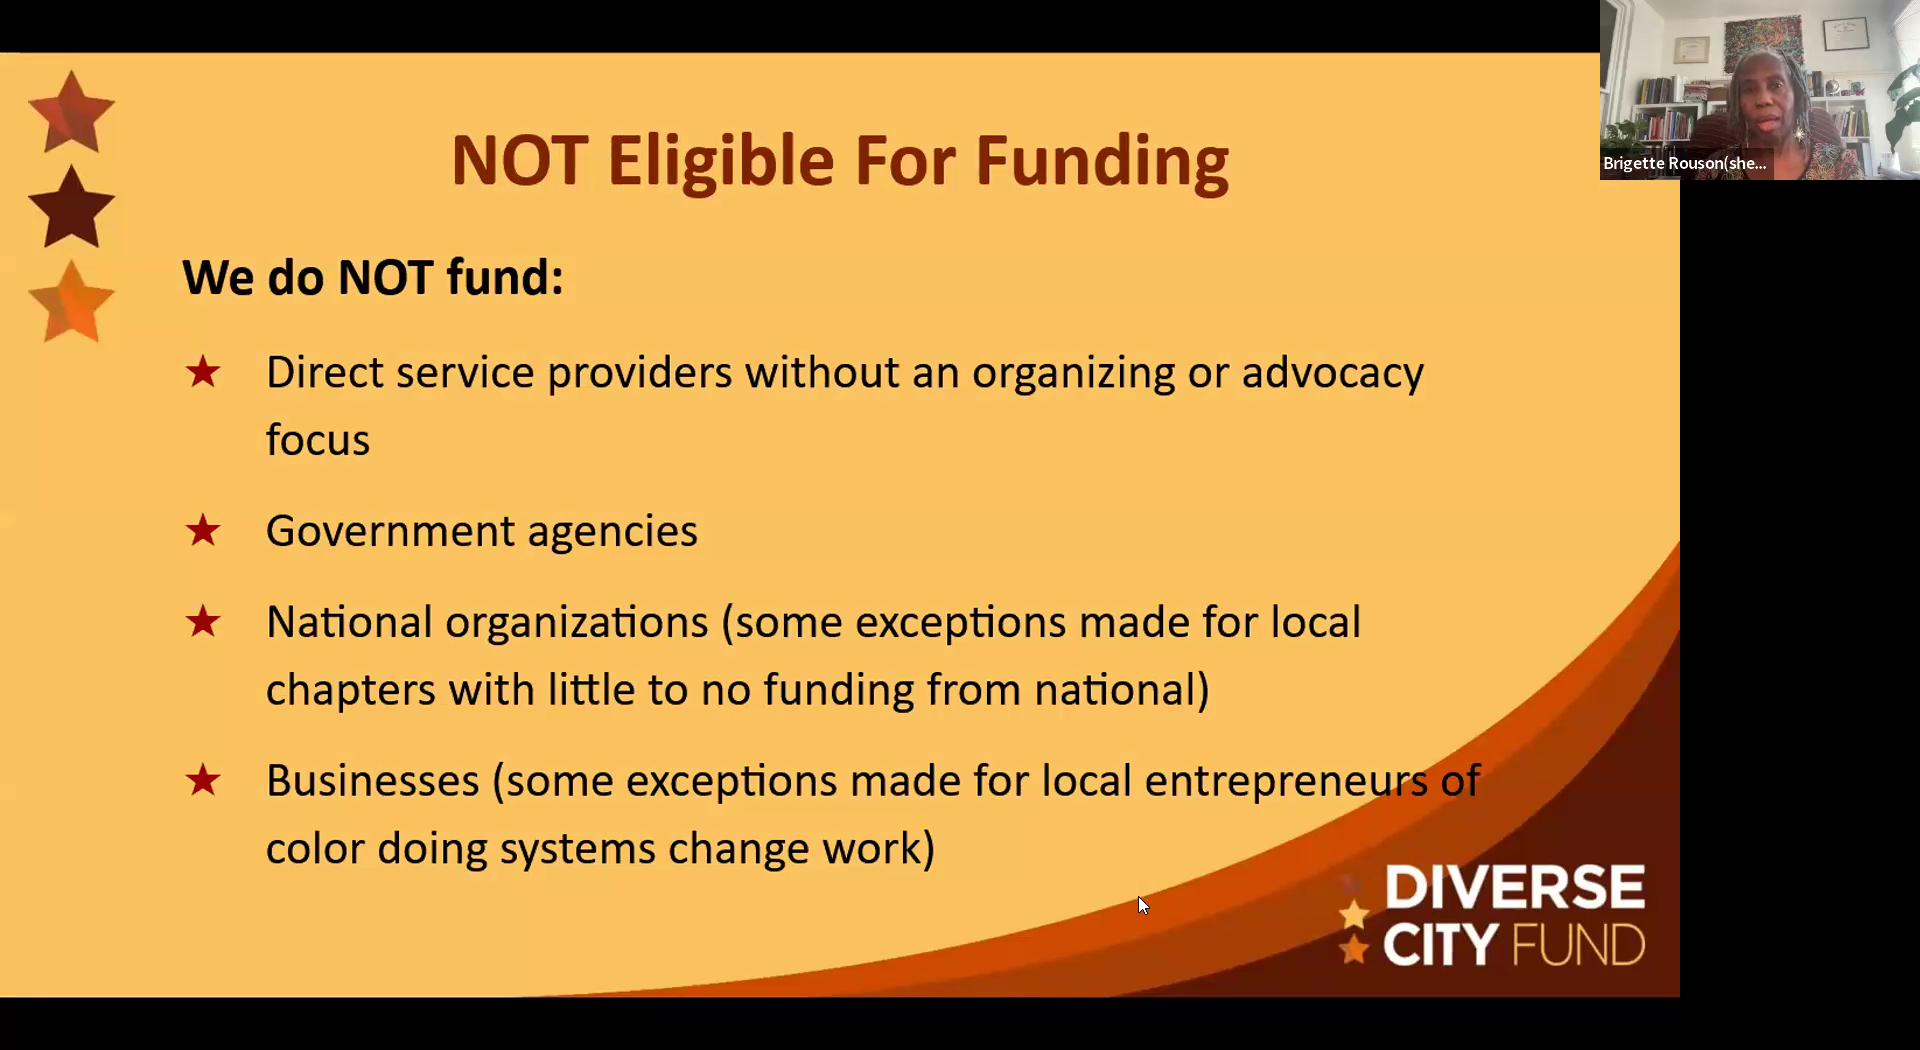 NOT Eligible For Funding
Brigette Rouson(she...
We do NOT fund:
★ Direct service providers without an organizing or advocacy
focus
★ Government agencies
★ National organizations (some exceptions made for local
chapters with little to no funding from national)
★ Businesses (some exceptions made for local entrepreneurs of
color doing systems change work)
DIVERSE
CITY FUND